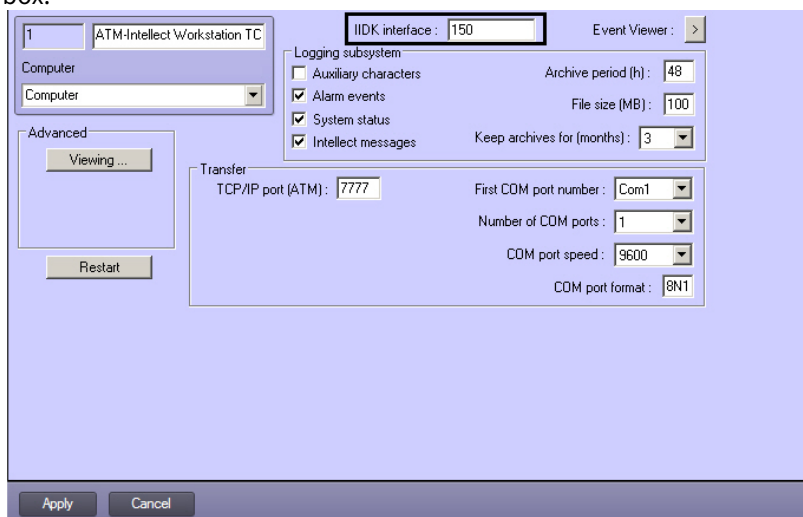 box.
1 ATM-Intellect Workstation TC
IIDK interface : 150
Event Viewer : >
Computer
Computer
Logging subsystem
Auxiliary characters
Alarm events
System status
Intellect messages
Archive period (h) : 48
File size (MB) : 100
Keep archives for (months) : 3
Advanced
Viewing ...
Restart
Transfer
TCP/IP port (ATM) : 7777
First COM port number : Com1
Number of COM ports : 1
COM port speed : 9600
COM port format : 8N1
Apply Cancel